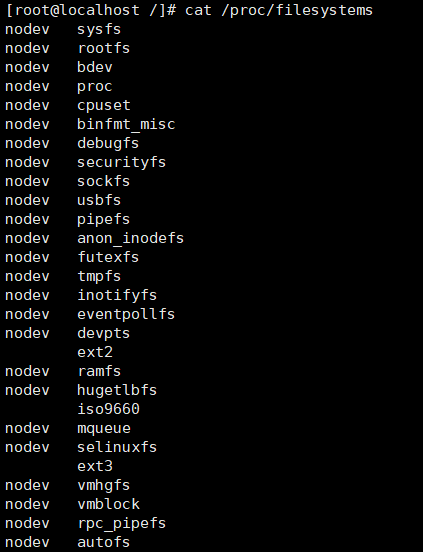 [root@localhost /]# cat /proc/filesystems
nodev   sysfs
nodev   rootfs
nodev   bdev
nodev   proc
nodev   cpuset
nodev   binfmt_misc
nodev   debugfs
nodev   securityfs
nodev   sockfs
nodev   usbfs
nodev   pipefs
nodev   anon_inodefs
nodev   futexfs
nodev   tmpfs
nodev   inotifyfs
nodev   eventpollfs
nodev   devpts
        ext2
nodev   ramfs
nodev   hugetlbfs
        iso9660
nodev   mqueue
nodev   selinuxfs
        ext3
nodev   vmhgfs
nodev   vmblock
nodev   rpc_pipefs
nodev   autofs